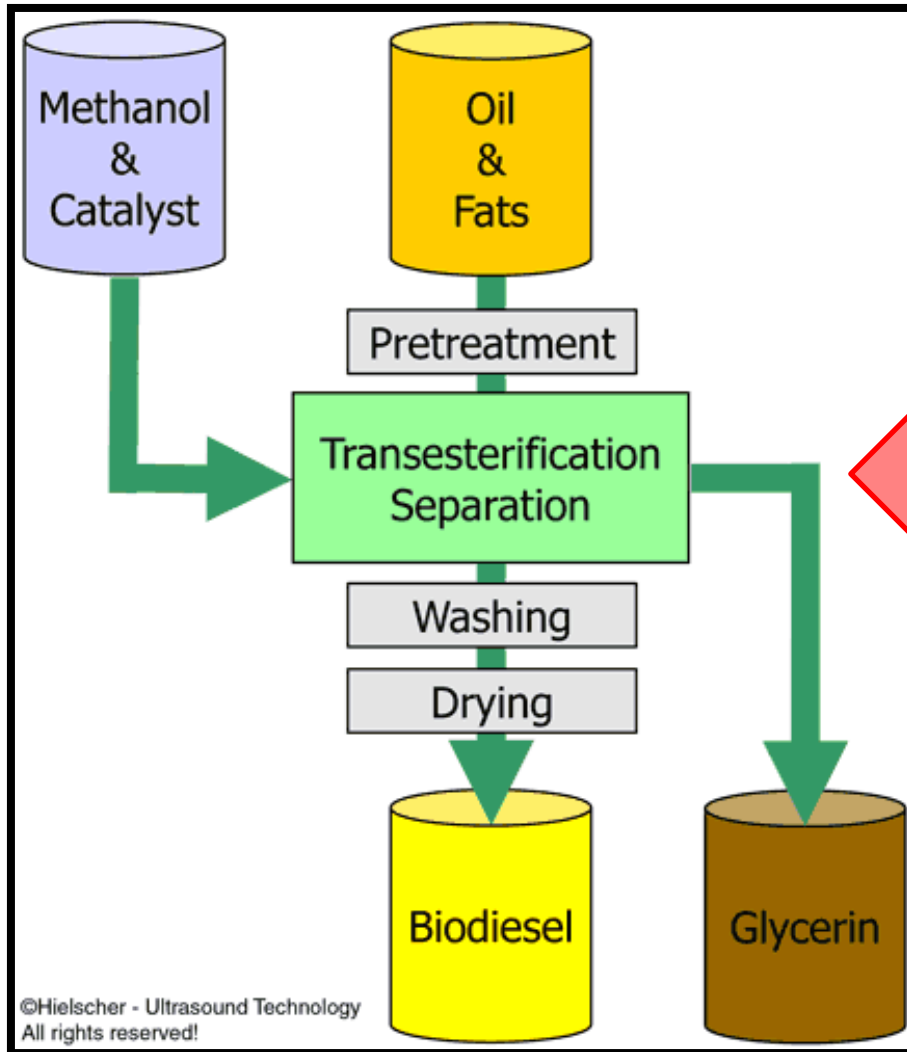 Methanol
&
Catalyst
Oil
&
Fats
Pretreatment
Transesterification
Separation
Washing
Drying
Biodiesel
Glycerin
©Hielscher - Ultrasound Technology
All rights reserved!